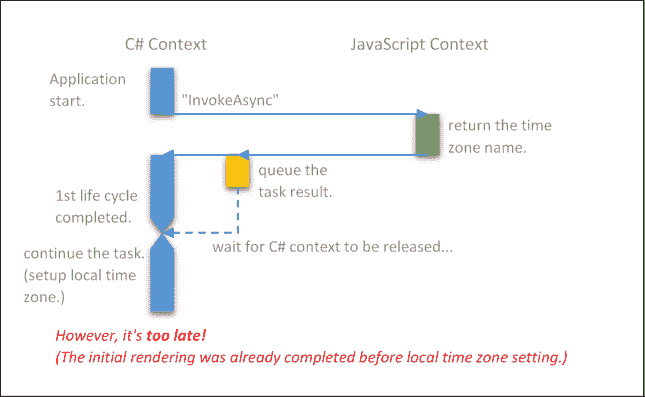 C# Context
JavaScript Context
Application
start.
"InvokeAsync"
return the time
zone name.
queue the
task result.
1st life cycle
completed.
wait for C# context to be released...
continue the task.
(setup local time
zone.)
However, it's too late!
(The initial rendering was already completed before local time zone setting.)